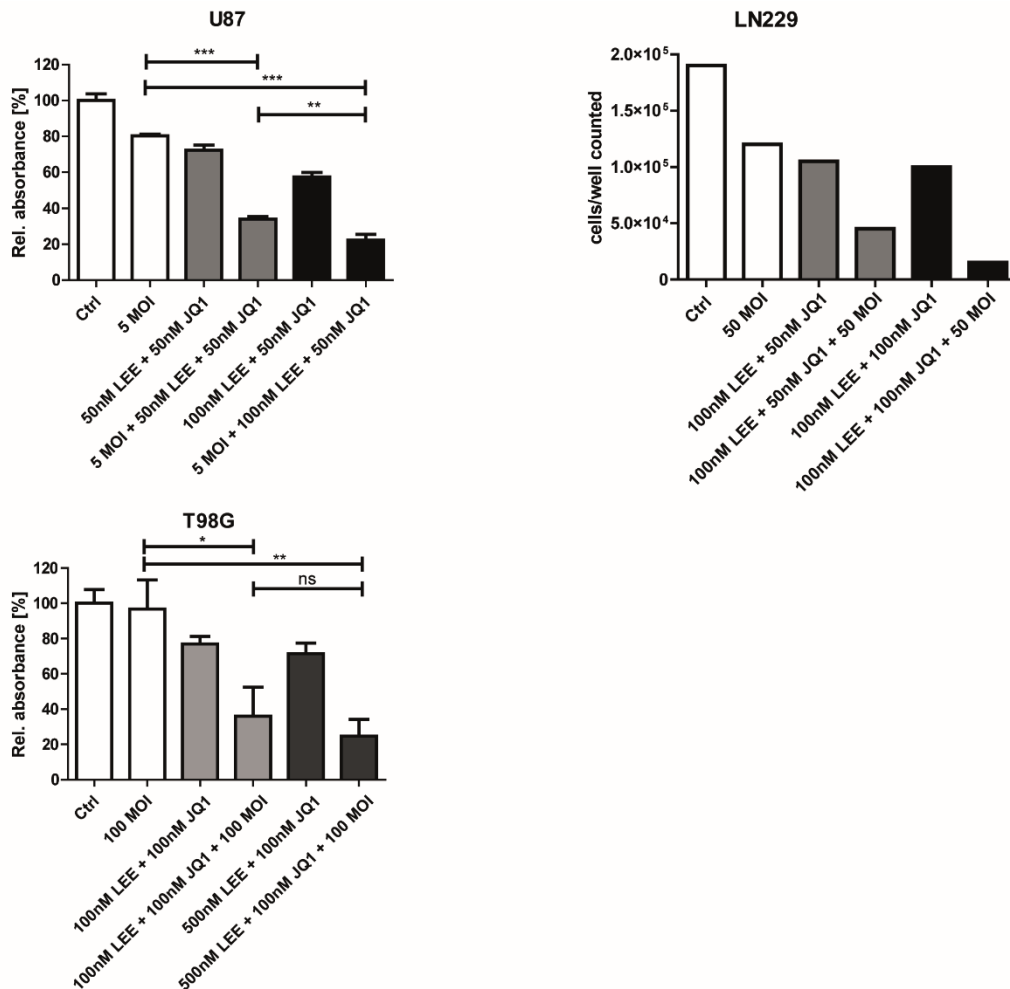 U87
***
***
**
Rel. absorbance [%]
120
100
80
60
40
20
0
Ctrl
5 MOI
50nM LEE + 50nM JQ1
5 MOI + 50nM LEE + 50nM JQ1
100nM LEE + 50nM JQ1
5 MOI + 100nM LEE + 50nM JQ1
LN229
cells/well counted
2.0×10⁵
1.5×10⁵
1.0×10⁵
5.0×10⁴
0
Ctrl
50 MOI
100nM LEE + 50nM JQ1
100nM LEE + 50nM JQ1 + 50 MOI
100nM LEE + 100nM JQ1
100nM LEE + 100nM JQ1 + 50 MOI
T98G
*
**
ns
Rel. absorbance [%]
120
100
80
60
40
20
0
Ctrl
100 MOI
100nM LEE + 100nM JQ1
100nM LEE + 100nM JQ1 + 100 MOI
500nM LEE + 100nM JQ1
500nM LEE + 100nM JQ1 + 100 MOI